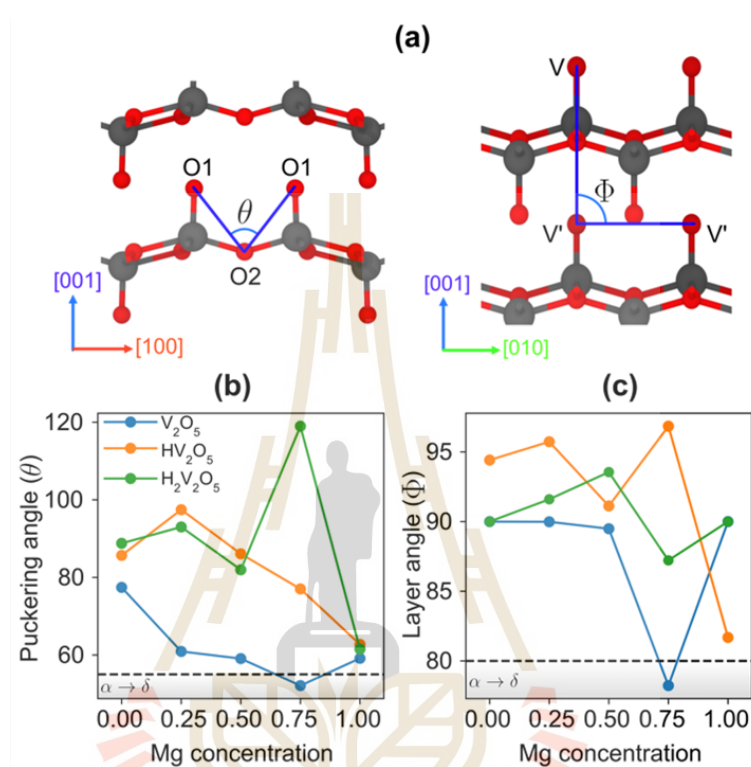 (a)
V
O1 O1
θ
O2
Φ
V' V'
[001]
[100]
[001]
[010]
(b)
(c)
120
100
80
60
Puckering angle (θ)
V₂O₅
HV₂O₅
H₂V₂O₅
α → δ
0.00 0.25 0.50 0.75 1.00
Mg concentration
95
90
85
80
Layer angle (Φ)
α → δ
0.00 0.25 0.50 0.75 1.00
Mg concentration